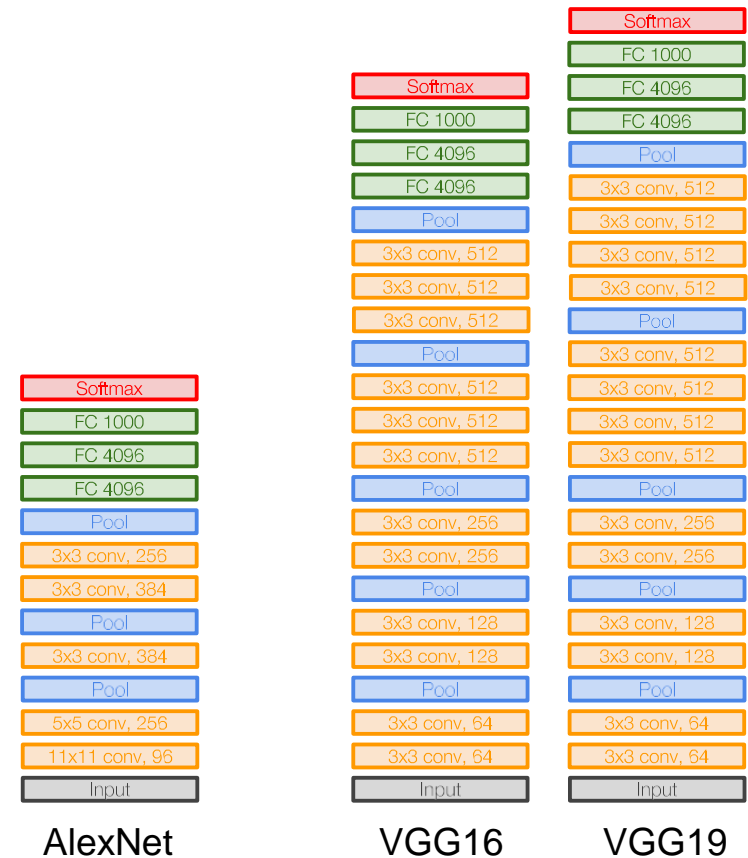 Softmax
FC 1000
FC 4096
FC 4096
Pool
3x3 conv, 256
3x3 conv, 384
Pool
3x3 conv, 384
Pool
5x5 conv, 256
11x11 conv, 96
Input
AlexNet
Softmax
FC 1000
FC 4096
FC 4096
Pool
3x3 conv, 512
3x3 conv, 512
3x3 conv, 512
Pool
3x3 conv, 512
3x3 conv, 512
3x3 conv, 512
Pool
3x3 conv, 256
3x3 conv, 256
Pool
3x3 conv, 128
3x3 conv, 128
Pool
3x3 conv, 64
3x3 conv, 64
Input
VGG16
Softmax
FC 1000
FC 4096
FC 4096
Pool
3x3 conv, 512
3x3 conv, 512
3x3 conv, 512
3x3 conv, 512
Pool
3x3 conv, 512
3x3 conv, 512
3x3 conv, 512
3x3 conv, 512
Pool
3x3 conv, 256
3x3 conv, 256
Pool
3x3 conv, 128
3x3 conv, 128
Pool
3x3 conv, 64
3x3 conv, 64
Input
VGG19